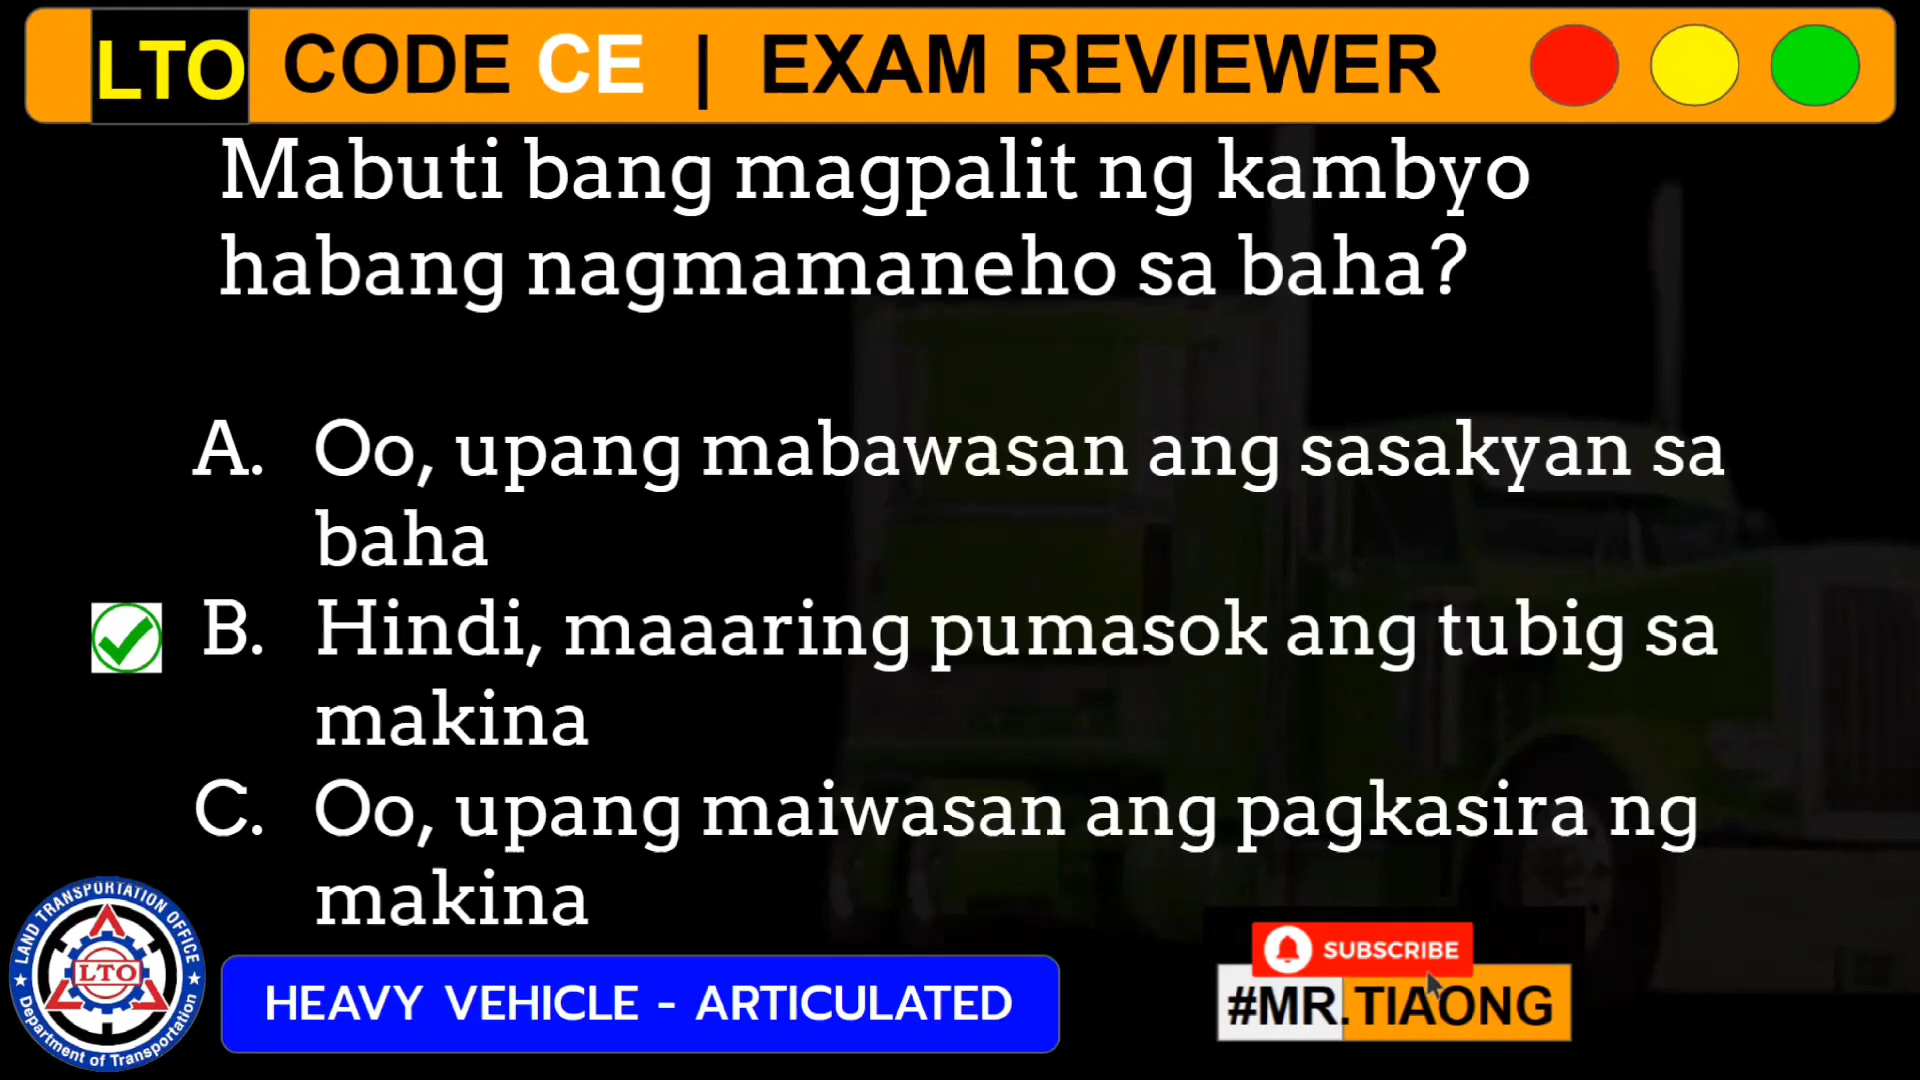 LTO CODE CE | EXAM REVIEWER
Mabuti bang magpalit ng kambyo
habang nagmamaneho sa baha?
A. Oo, upang mabawasan ang sasakyan sa
baha
B. Hindi, maaaring pumasok ang tubig sa
makina
C. Oo, upang maiwasan ang pagkasira ng
makina
LAND TRANSPORTATION OFFICE
LTO
Department of Transportation
HEAVY VEHICLE - ARTICULATED
SUBSCRIBE
#MR.TIAONG